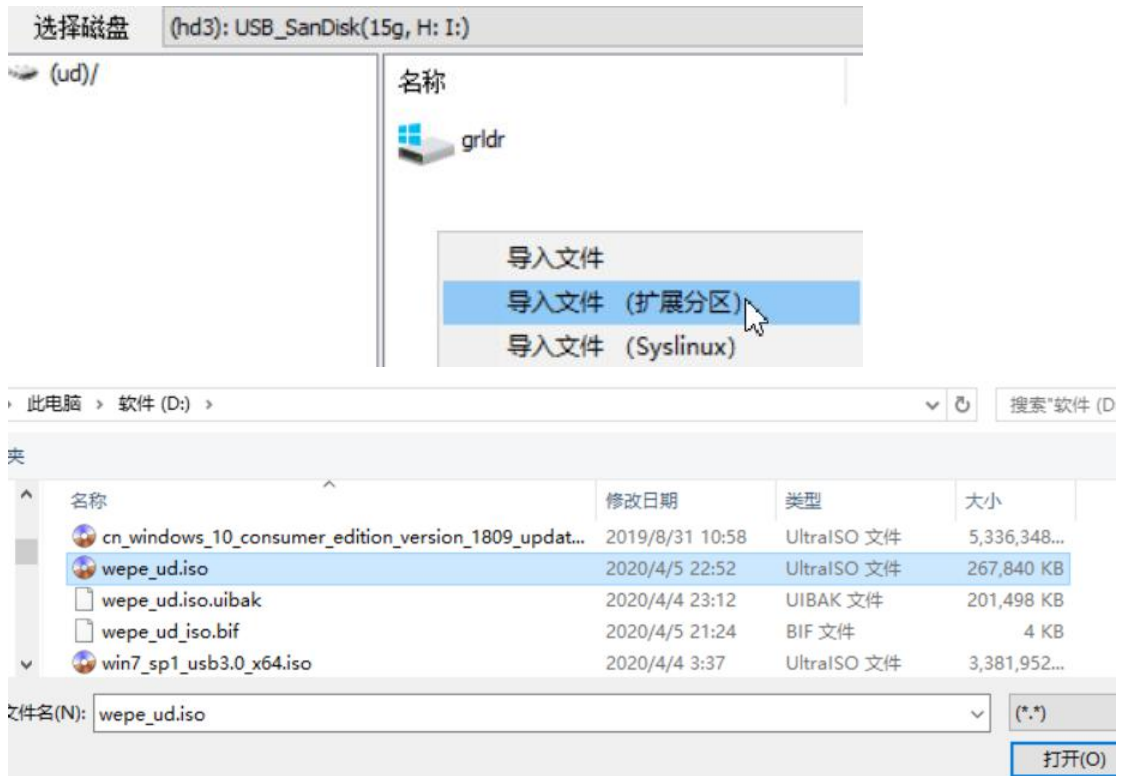 选择磁盘 (hd3): USB_SanDisk(15g, H: I:)
(ud)/ 名称
grldr
导入文件
导入文件 (扩展分区)
导入文件 (Syslinux)
此电脑 › 软件 (D:) › 搜索"软件 (D
夹
名称 修改日期 类型 大小
cn_windows_10_consumer_edition_version_1809_updat... 2019/8/31 10:58 UltraISO 文件 5,336,348...
wepe_ud.iso 2020/4/5 22:52 UltraISO 文件 267,840 KB
wepe_ud.iso.uibak 2020/4/4 23:12 UIBAK 文件 201,498 KB
wepe_ud_iso.bif 2020/4/5 21:24 BIF 文件 4 KB
win7_sp1_usb3.0_x64.iso 2020/4/4 3:37 UltraISO 文件 3,381,952...
文件名(N): wepe_ud.iso (*.*)
打开(O)